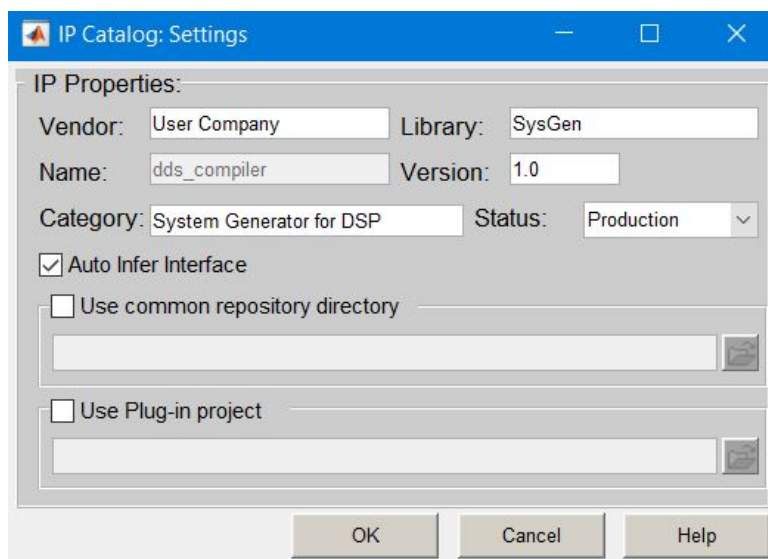 IP Catalog: Settings
IP Properties:
Vendor: User Company Library: SysGen
Name: dds_compiler Version: 1.0
Category: System Generator for DSP Status: Production
Auto Infer Interface
Use common repository directory
Use Plug-in project
OK Cancel Help